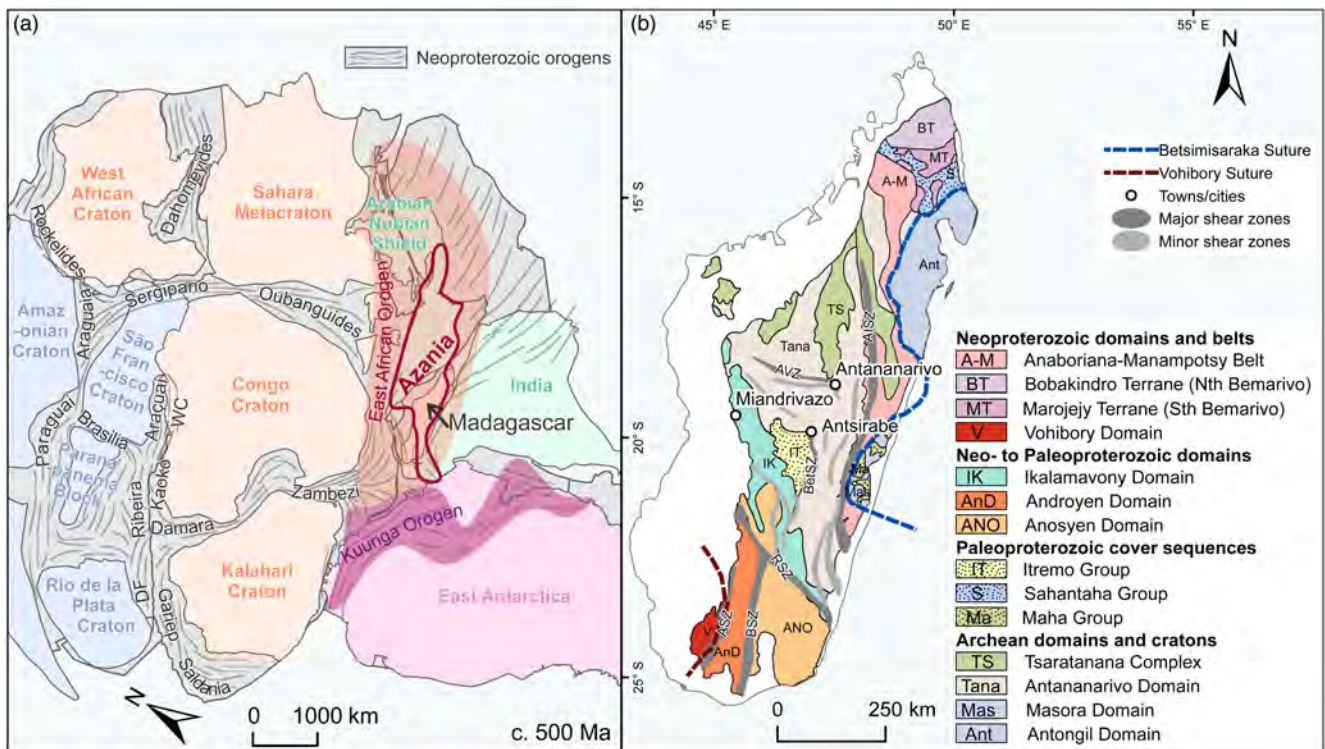 (a)
Neoproterozoic orogens
West
African
Craton
Dahomeyides
Sahara
Metacraton
Arabian
Nubian
Shield
Rockelides
Amaz
-onian
Craton
Araguaia
Sergipano
Oubanguides
São
Fran
-cisco
Craton
East African Orogen
Azania
India
Madagascar
Congo
Craton
Paraguai
Brasilia
Araçuaí
WC
Parana
panema
Block
Ribeira
Kaoko
Zambezi
Damara
Kuunga Orogen
Kalahari
Craton
East Antarctica
Rio de la
Plata
Craton
DF
Gariep
Saldania
N
0 1000 km
c. 500 Ma
(b)
45° E
50° E
55° E
15° S
20° S
25° S
N
BT
MT
S
A-M
Ant
TS
AISZ
Tana
AVZ
Antananarivo
Miandrivazo
Antsirabe
IT
IK
BetSZ
Ma
Mas
RSZ
V
ASZ
BSZ
AnD
ANO
0 250 km
Betsimisaraka Suture
Vohibory Suture
Towns/cities
Major shear zones
Minor shear zones
Neoproterozoic domains and belts
A-M Anaboriana-Manampotsy Belt
BT Bobakindro Terrane (Nth Bemarivo)
MT Marojejy Terrane (Sth Bemarivo)
V Vohibory Domain
Neo- to Paleoproterozoic domains
IK Ikalamavony Domain
AnD Androyen Domain
ANO Anosyen Domain
Paleoproterozoic cover sequences
IT Itremo Group
S Sahantaha Group
Ma Maha Group
Archean domains and cratons
TS Tsaratanana Complex
Tana Antananarivo Domain
Mas Masora Domain
Ant Antongil Domain